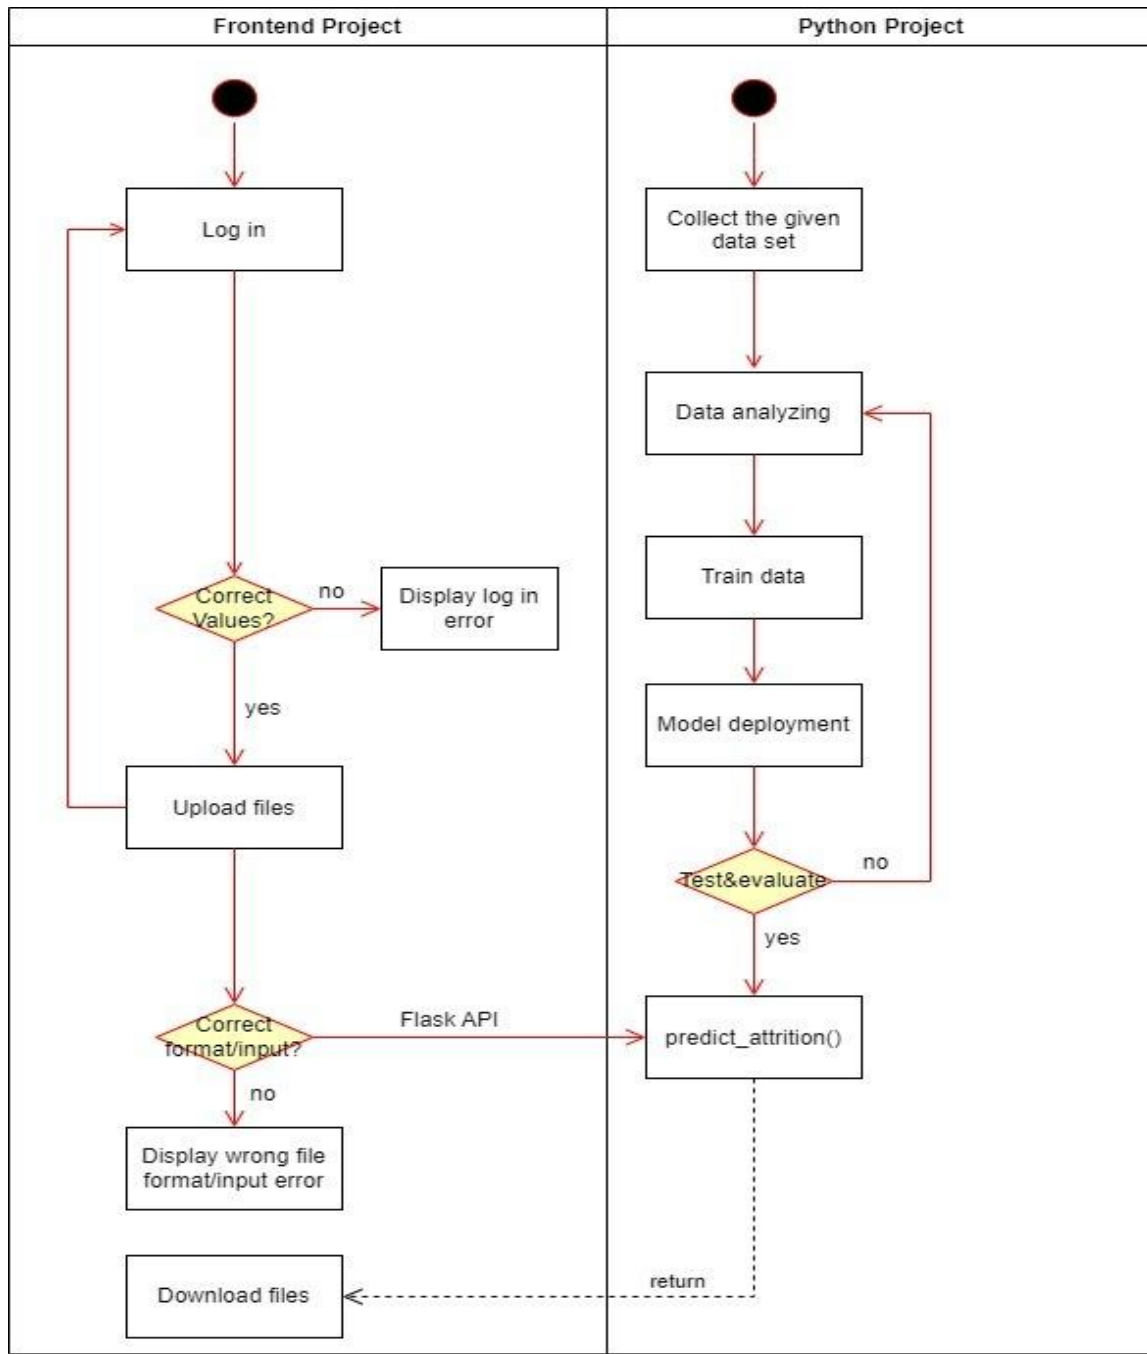 Frontend Project
Python Project
Log in
Collect the given
data set
Data analyzing
Train data
Correct
Values?
no
Display log in
error
yes
Model deployment
Upload files
Test&evaluate
no
yes
Correct
format/input?
Flask API
predict_attrition()
no
Display wrong file
format/input error
Download files
return